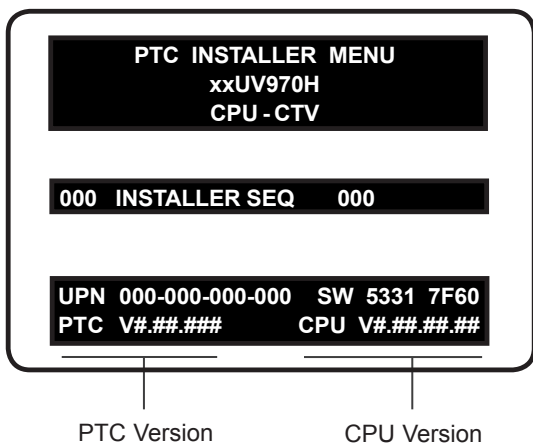 PTC INSTALLER MENU
xxUV970H
CPU - CTV
000 INSTALLER SEQ 000
UPN 000-000-000-000 SW 5331 7F60
PTC V#.##.### CPU V#.##.##.##
PTC Version CPU Version